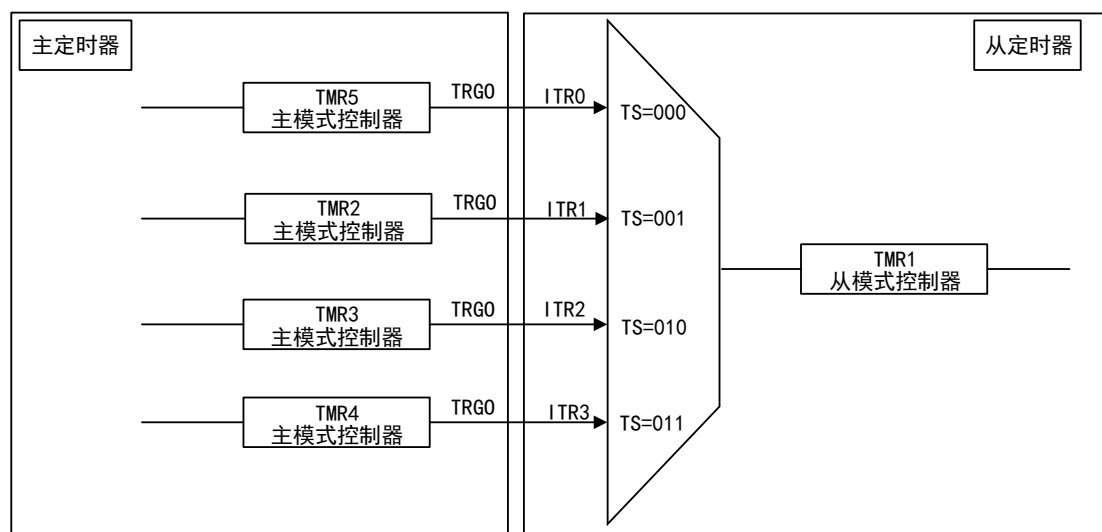 主定时器
从定时器
TMR5
主模式控制器
TRGO
ITR0
TS=000
TMR2
主模式控制器
TRGO
ITR1
TS=001
TMR1
从模式控制器
TMR3
主模式控制器
TRGO
ITR2
TS=010
TMR4
主模式控制器
TRGO
ITR3
TS=011